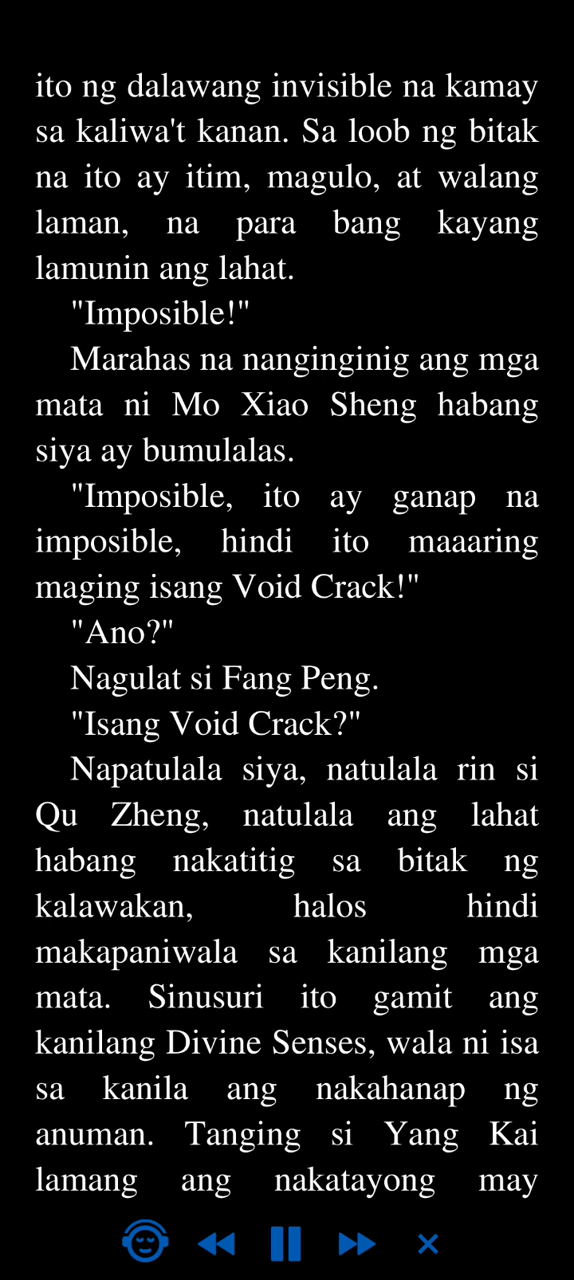 ito ng dalawang invisible na kamay
sa kaliwa't kanan. Sa loob ng bitak
na ito ay itim, magulo, at walang
laman, na para bang kayang
lamunin ang lahat.
"Imposible!"
Marahas na nanginginig ang mga
mata ni Mo Xiao Sheng habang
siya ay bumulalas.
"Imposible, ito ay ganap na
imposible, hindi ito maaaring
maging isang Void Crack!"
"Ano?"
Nagulat si Fang Peng.
"Isang Void Crack?"
Napatulala siya, natulala rin si
Qu Zheng, natulala ang lahat
habang nakatitig sa bitak ng
kalawakan, halos hindi
makapaniwala sa kanilang mga
mata. Sinusuri ito gamit ang
kanilang Divine Senses, wala ni isa
sa kanila ang nakahanap ng
anuman. Tanging si Yang Kai
lamang ang nakatayong may